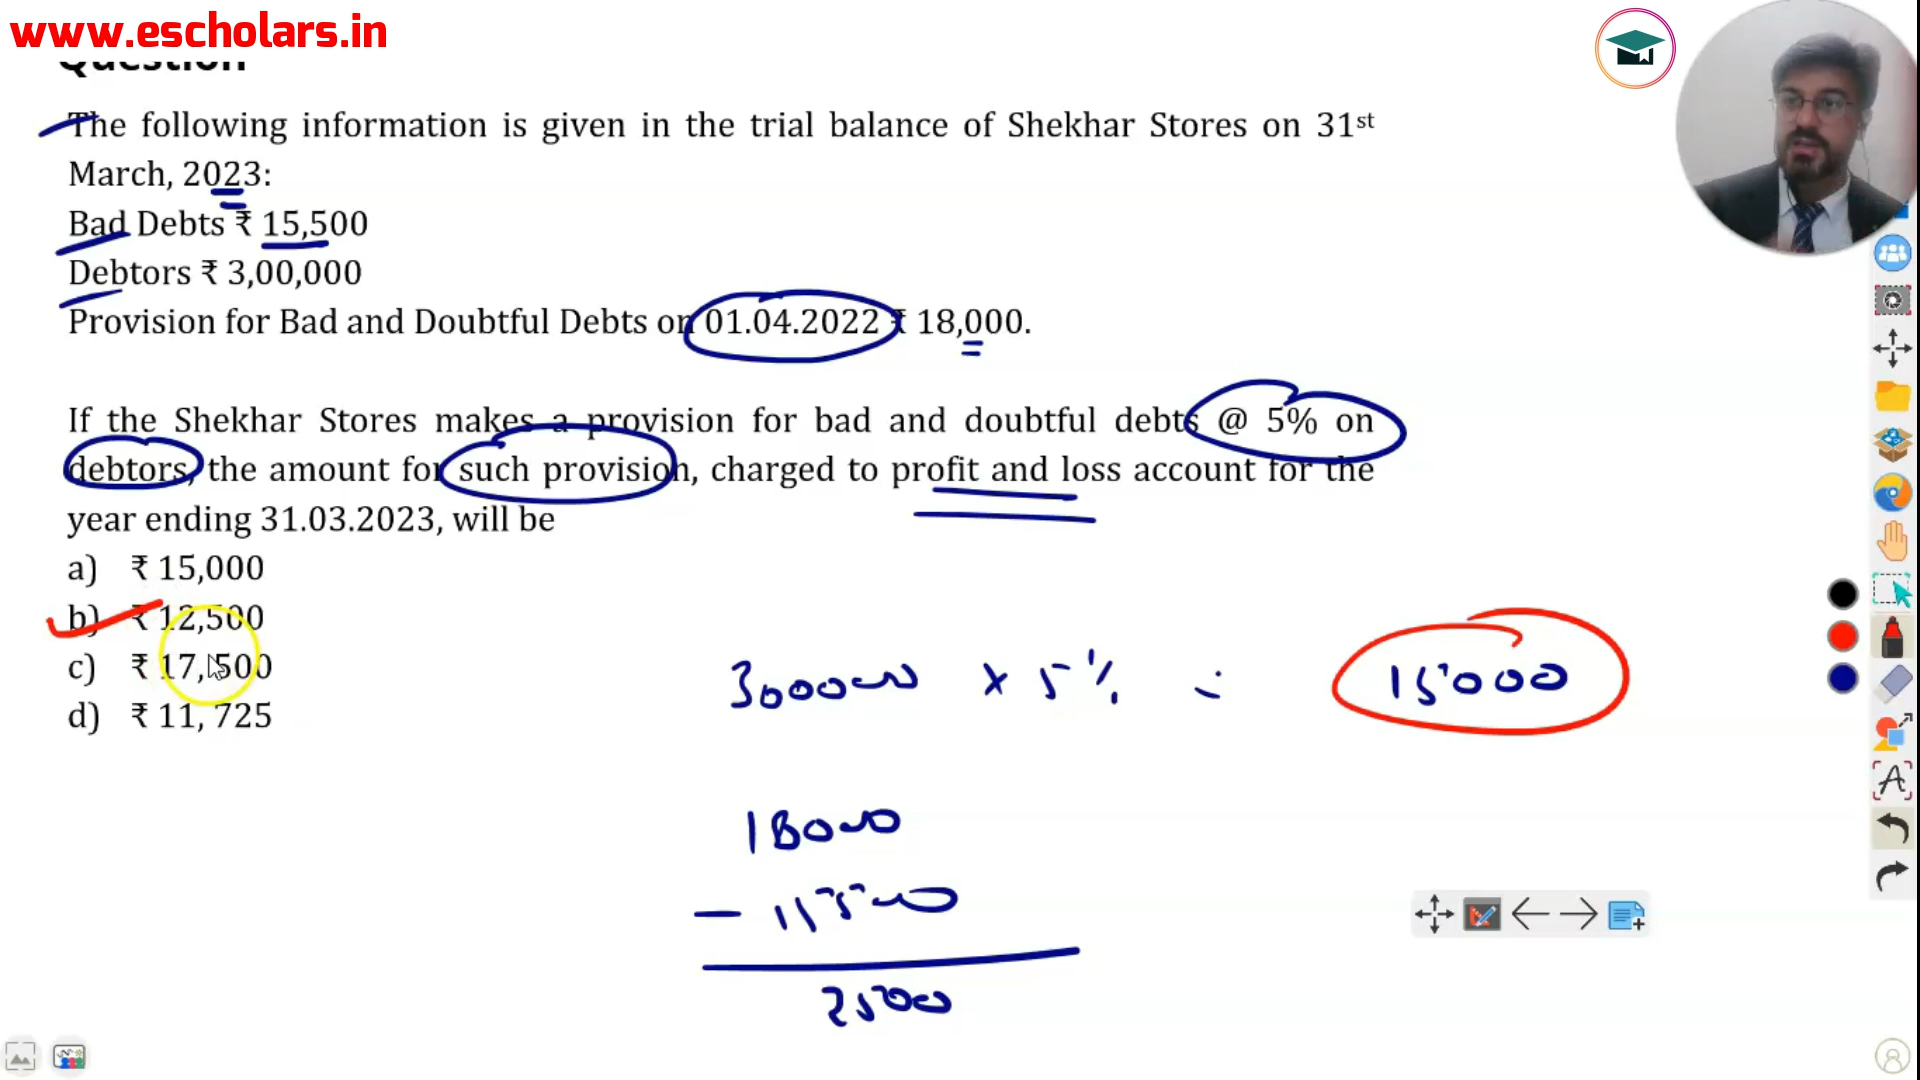 www.escholars.in
Question
The following information is given in the trial balance of Shekhar Stores on 31st
March, 2023:
Bad Debts ₹ 15,500
Debtors ₹ 3,00,000
Provision for Bad and Doubtful Debts on 01.04.2022 ₹ 18,000.
If the Shekhar Stores makes a provision for bad and doubtful debts @ 5% on
debtors, the amount for such provision, charged to profit and loss account for the
year ending 31.03.2023, will be
a) ₹ 15,000
b) ₹ 12,500
c) ₹ 17,500
d) ₹ 11, 725
300000 x 5% = 15000
18000
- 15500
2500